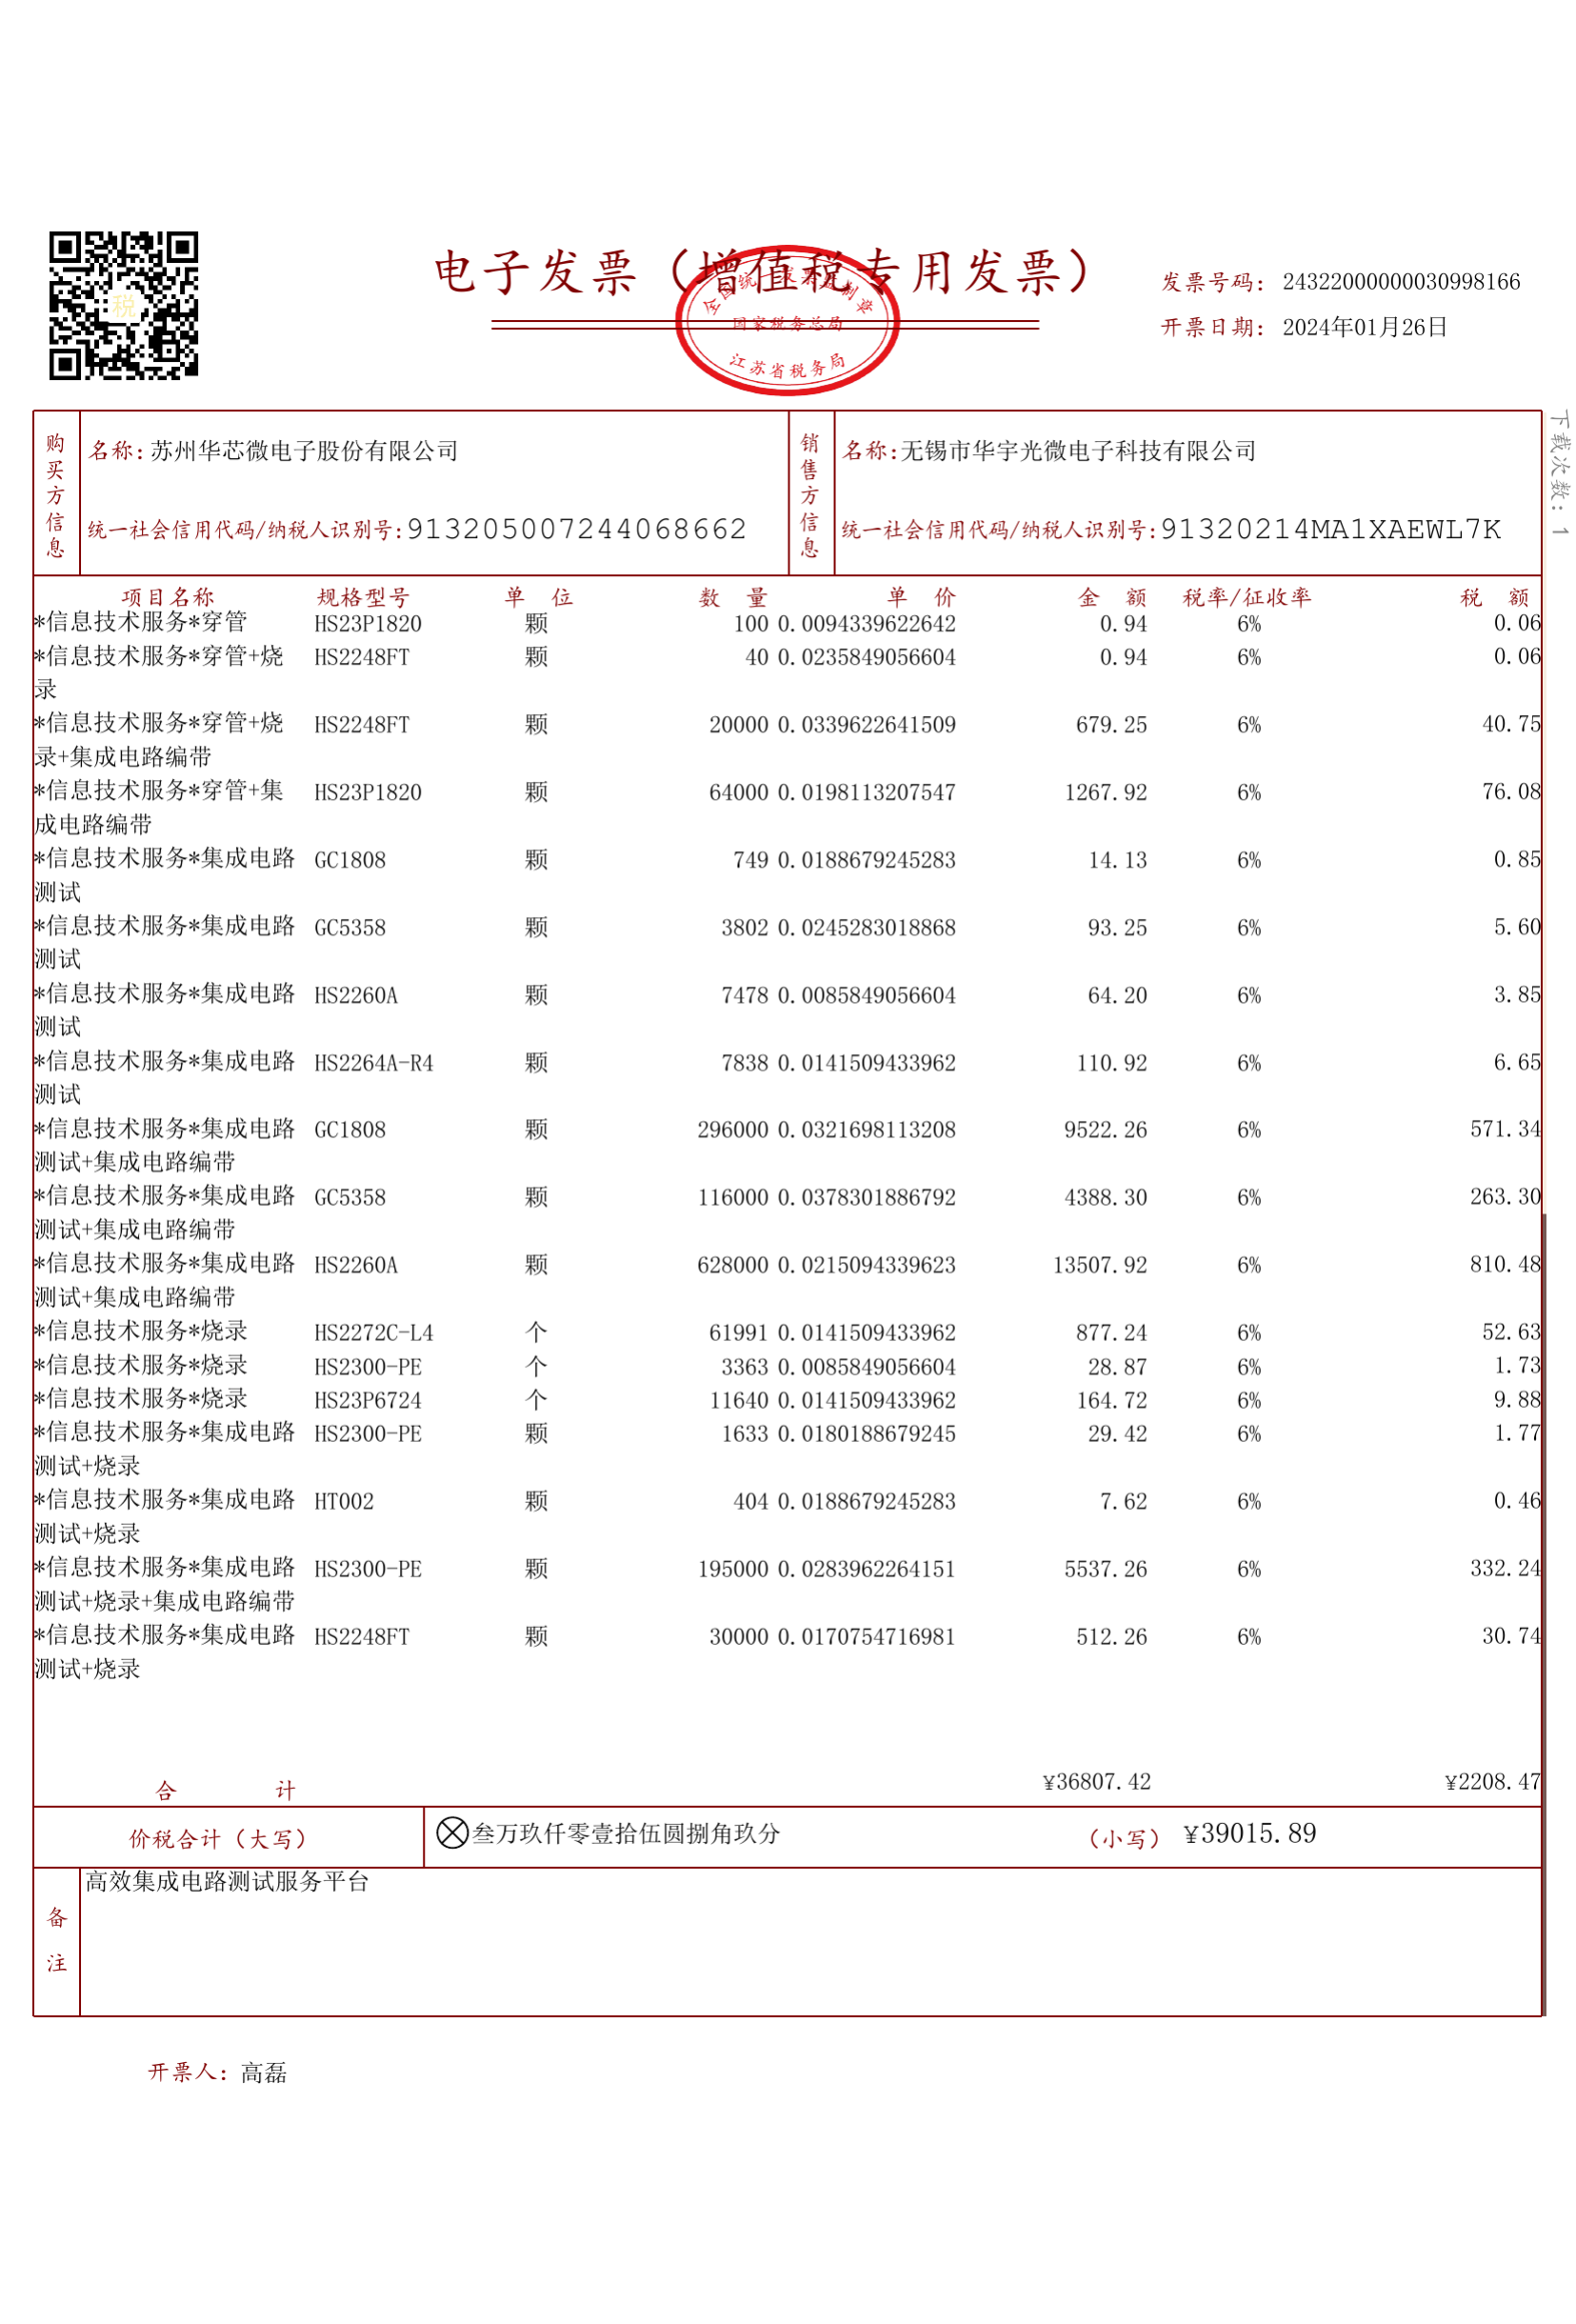 电子发票（增值税专用发票）
全国统一发票监制章
国家税务总局
江苏省税务局
税
发票号码： 24322000000030998166
开票日期： 2024年01月26日
下载次数：1
购买方信息
名称: 苏州华芯微电子股份有限公司
统一社会信用代码/纳税人识别号: 913205007244068662
销售方信息
名称: 无锡市华宇光微电子科技有限公司
统一社会信用代码/纳税人识别号: 91320214MA1XAEWL7K
项目名称 规格型号 单 位 数 量 单 价 金 额 税率/征收率 税 额
*信息技术服务*穿管 HS23P1820 颗 100 0.0094339622642 0.94 6% 0.06
*信息技术服务*穿管+烧 HS2248FT 颗 40 0.0235849056604 0.94 6% 0.06
录
*信息技术服务*穿管+烧 HS2248FT 颗 20000 0.0339622641509 679.25 6% 40.75
录+集成电路编带
*信息技术服务*穿管+集 HS23P1820 颗 64000 0.0198113207547 1267.92 6% 76.08
成电路编带
*信息技术服务*集成电路 GC1808 颗 749 0.0188679245283 14.13 6% 0.85
测试
*信息技术服务*集成电路 GC5358 颗 3802 0.0245283018868 93.25 6% 5.60
测试
*信息技术服务*集成电路 HS2260A 颗 7478 0.0085849056604 64.20 6% 3.85
测试
*信息技术服务*集成电路 HS2264A-R4 颗 7838 0.0141509433962 110.92 6% 6.65
测试
*信息技术服务*集成电路 GC1808 颗 296000 0.0321698113208 9522.26 6% 571.34
测试+集成电路编带
*信息技术服务*集成电路 GC5358 颗 116000 0.0378301886792 4388.30 6% 263.30
测试+集成电路编带
*信息技术服务*集成电路 HS2260A 颗 628000 0.0215094339623 13507.92 6% 810.48
测试+集成电路编带
*信息技术服务*烧录 HS2272C-L4 个 61991 0.0141509433962 877.24 6% 52.63
*信息技术服务*烧录 HS2300-PE 个 3363 0.0085849056604 28.87 6% 1.73
*信息技术服务*烧录 HS23P6724 个 11640 0.0141509433962 164.72 6% 9.88
*信息技术服务*集成电路 HS2300-PE 颗 1633 0.0180188679245 29.42 6% 1.77
测试+烧录
*信息技术服务*集成电路 HT002 颗 404 0.0188679245283 7.62 6% 0.46
测试+烧录
*信息技术服务*集成电路 HS2300-PE 颗 195000 0.0283962264151 5537.26 6% 332.24
测试+烧录+集成电路编带
*信息技术服务*集成电路 HS2248FT 颗 30000 0.0170754716981 512.26 6% 30.74
测试+烧录
合 计 ¥36807.42 ¥2208.47
价税合计（大写） 叁万玖仟零壹拾伍圆捌角玖分 （小写） ¥39015.89
备注
高效集成电路测试服务平台
开票人: 高磊